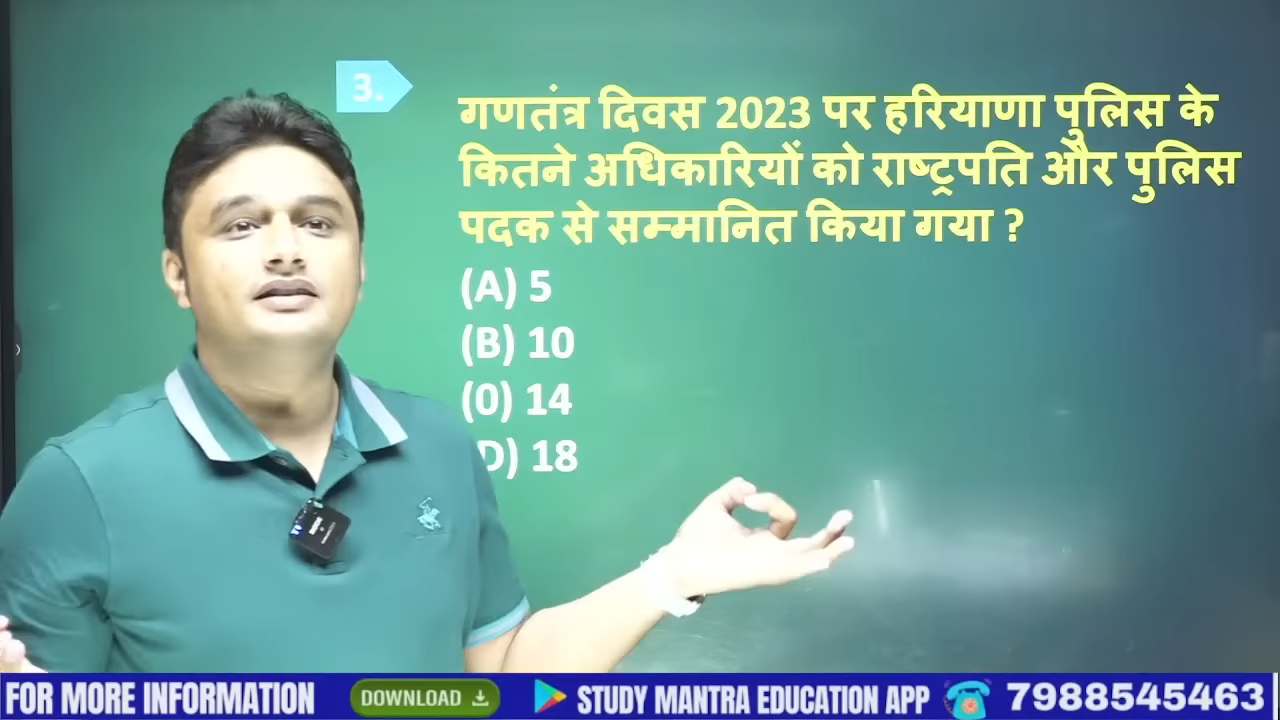 3.
गणतंत्र दिवस 2023 पर हरियाणा पुलिस के
कितने अधिकारियों को राष्ट्रपति और पुलिस
पदक से सम्मानित किया गया ?
(A) 5
(B) 10
(0) 14
D) 18
FOR MORE INFORMATION DOWNLOAD STUDY MANTRA EDUCATION APP 7988545463